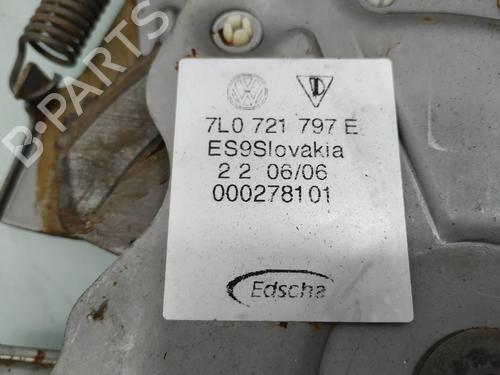 7L0 721 797 E
ES9Slovakia
2 2 06/06
000278101
Edscha
B-PARTS